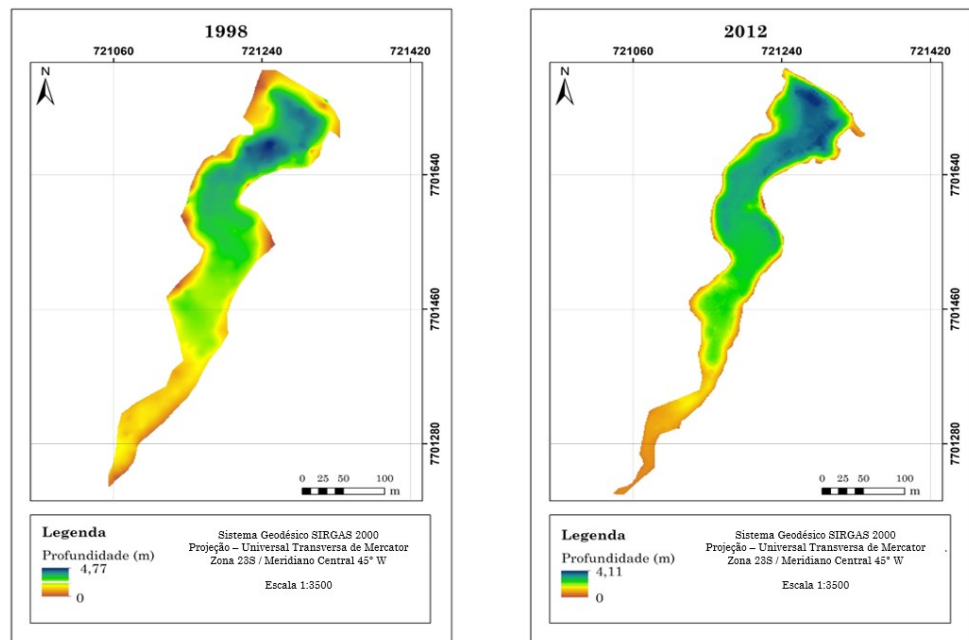 1998
721060 721240 721420
N
7701640
7701460
7701280
0 25 50 100
m
Legenda
Profundidade (m)
4,77
0
Sistema Geodésico SIRGAS 2000
Projeção – Universal Transversa de Mercator
Zona 23S / Meridiano Central 45° W
Escala 1:3500
2012
721060 721240 721420
N
7701640
7701460
7701280
0 25 50 100
m
Legenda
Profundidade (m)
4,11
0
Sistema Geodésico SIRGAS 2000
Projeção – Universal Transversa de Mercator
Zona 23S / Meridiano Central 45° W
Escala 1:3500